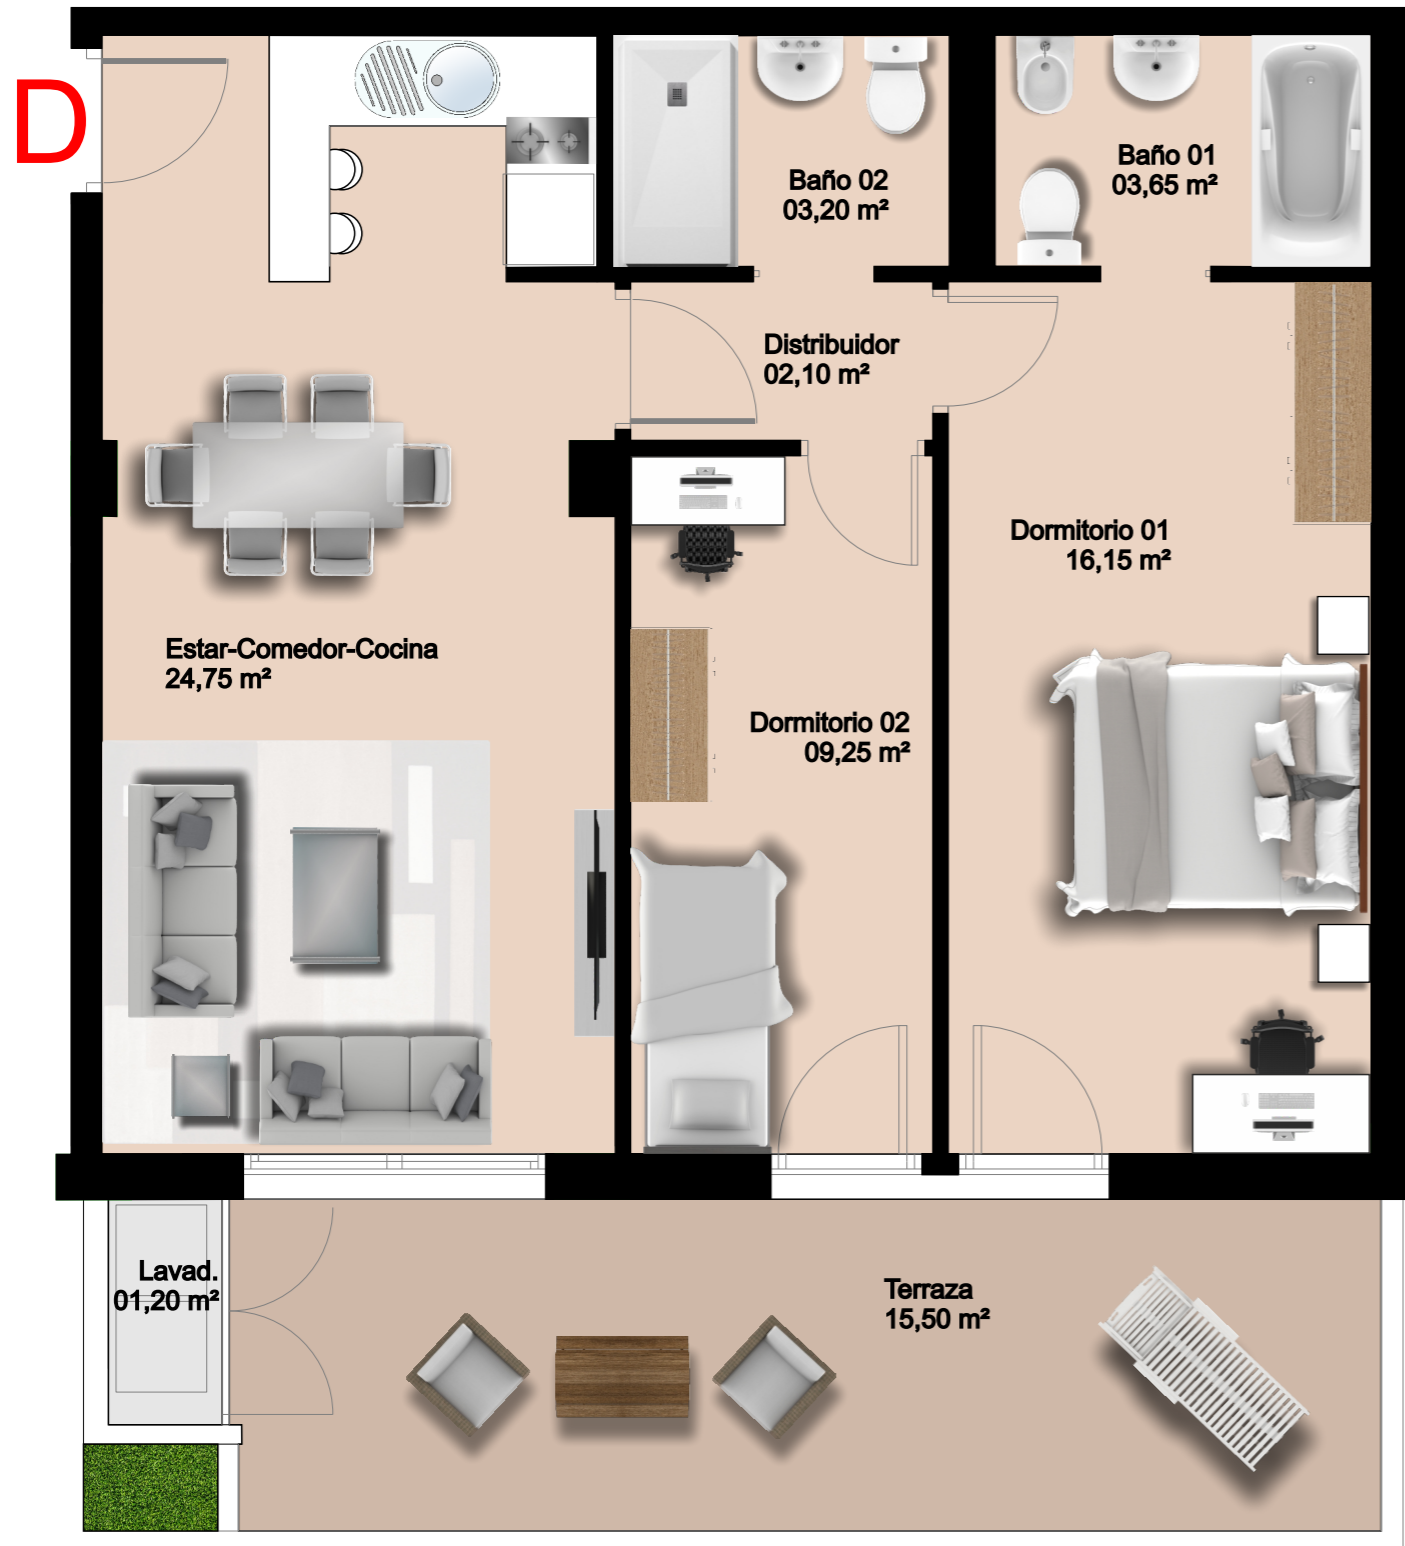 D
Baño 02
03,20 m²
Baño 01
03,65 m²
Distribuidor
02,10 m²
Dormitorio 01
16,15 m²
Estar-Comedor-Cocina
24,75 m²
Dormitorio 02
09,25 m²
Lavad.
01,20 m²
Terraza
15,50 m²